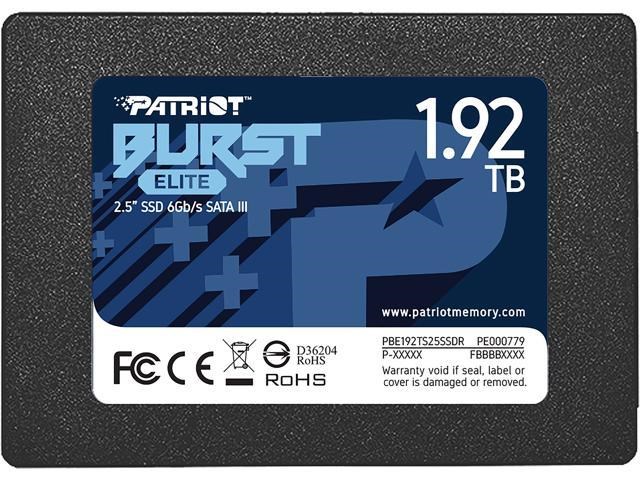 PATRIOT™
BURST
ELITE
2.5" SSD 6Gb/s SATA III
1.92
TB
www.patriotmemory.com
PBE192TS25SSDR PE000779
P-XXXXX FBBBBXXXX
Warranty void if seal, label or
cover is damaged or removed.
FC CE
D36204
RoHS
RoHS